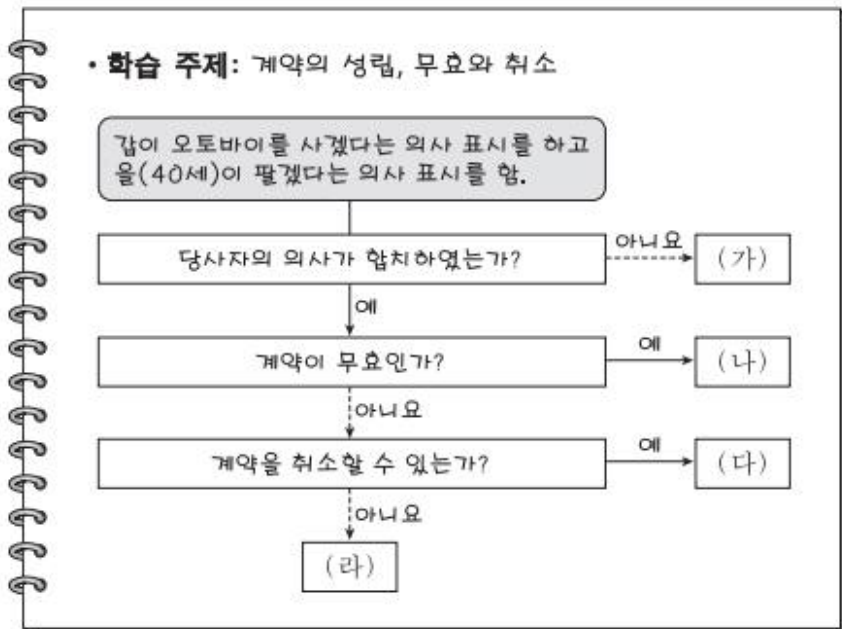 • 학습 주제: 계약의 성립, 무효와 취소
갑이 오토바이를 사겠다는 의사 표시를 하고
을(40세)이 팔겠다는 의사 표시를 함.
당사자의 의사가 합치하였는가?
아니요
(가)
예
계약이 무효인가?
예
(나)
아니요
계약을 취소할 수 있는가?
예
(다)
아니요
(라)